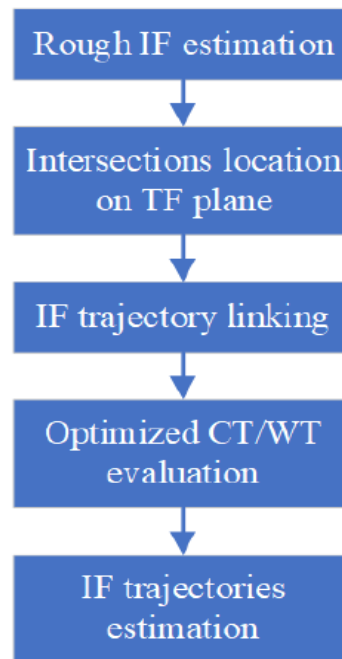 Rough IF estimation
Intersections location
on TF plane
IF trajectory linking
Optimized CT/WT
evaluation
IF trajectories
estimation